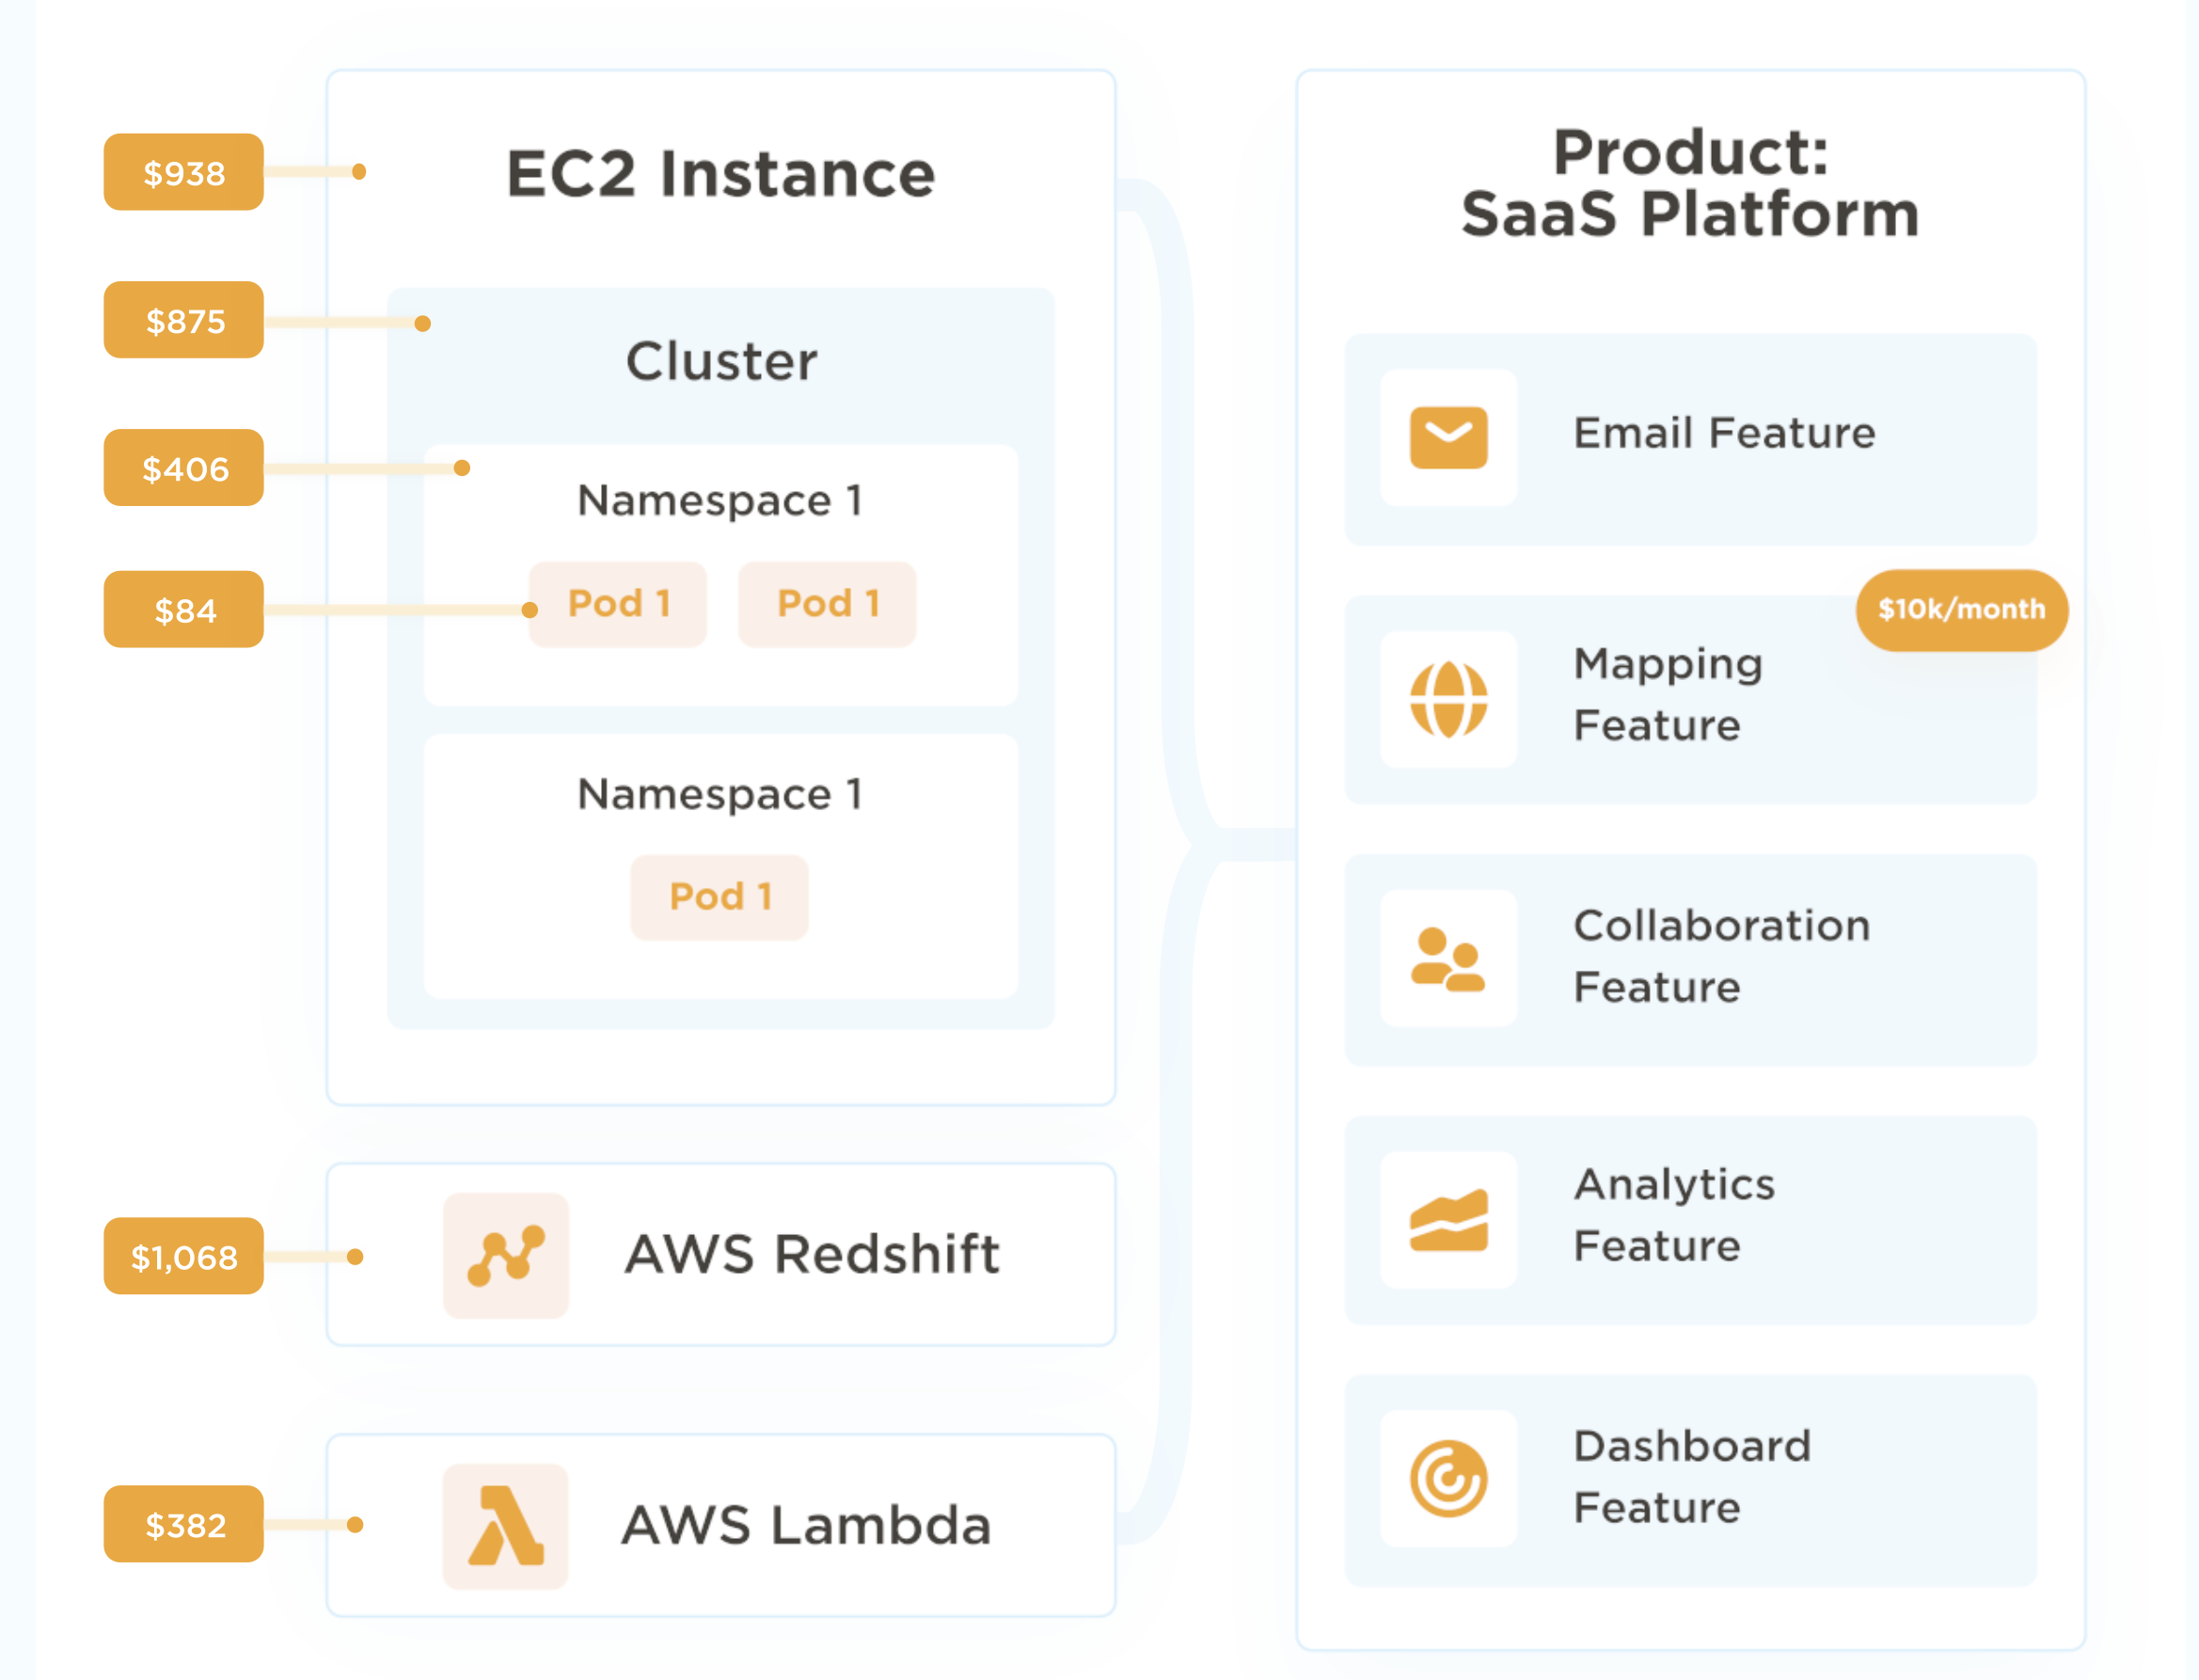 $938
EC2 Instance
$875
Cluster
$406
Namespace 1
$84
Pod 1
Pod 1
Namespace 1
Pod 1
$1,068
AWS Redshift
$382
AWS Lambda
Product:
SaaS Platform
Email Feature
$10k/month
Mapping
Feature
Collaboration
Feature
Analytics
Feature
Dashboard
Feature